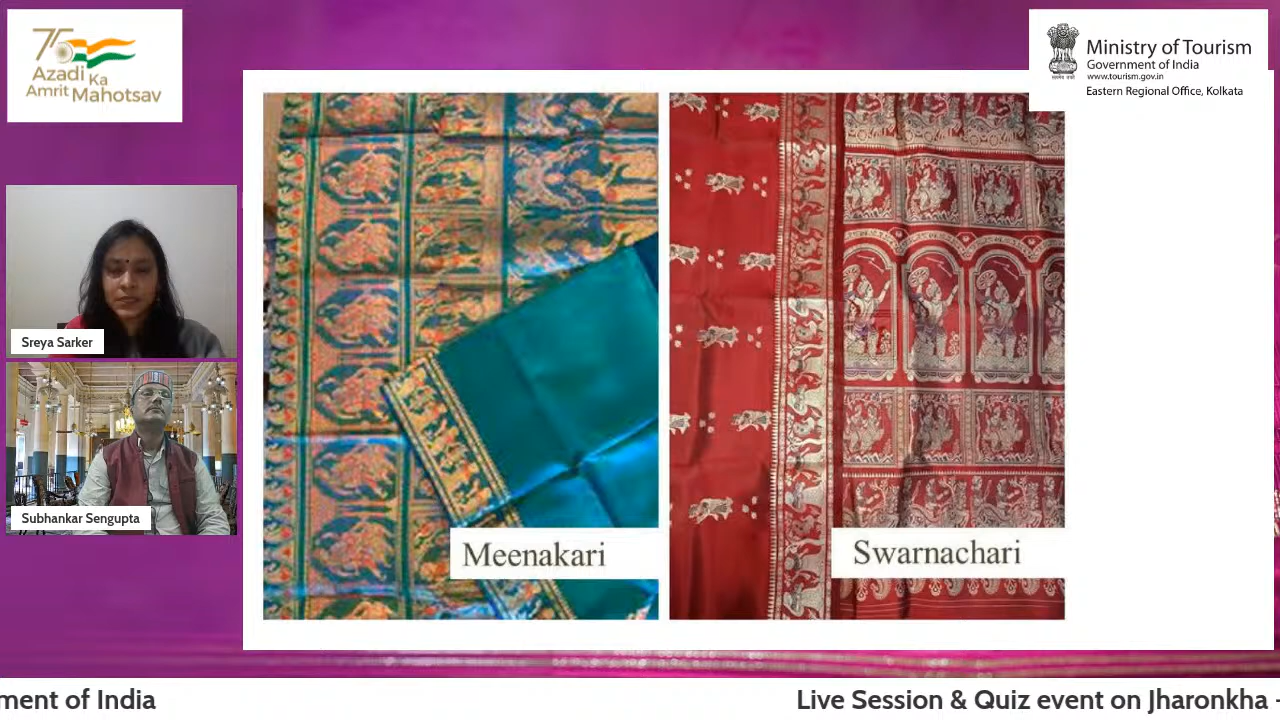 75
Azadi Ka
Amrit Mahotsav
Ministry of Tourism
Government of India
www.tourism.gov.in
Eastern Regional Office, Kolkata
Sreya Sarker
Subhankar Sengupta
Meenakari
Swarnachari
ment of India
Live Session & Quiz event on Jharonkha -